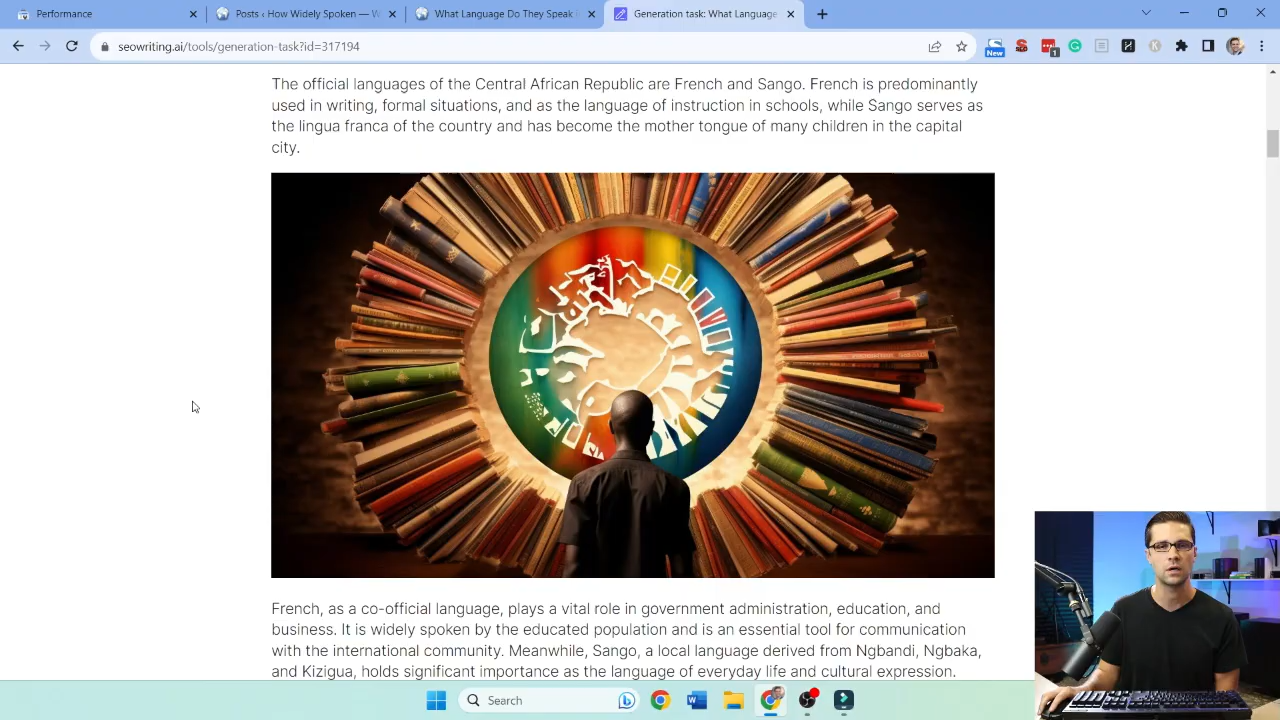 Performance
Posts ‹ How Widely Spoken — W
What Language Do They Speak i
Generation task: What Language
seowriting.ai/tools/generation-task?id=317194
New
1
The official languages of the Central African Republic are French and Sango. French is predominantly
used in writing, formal situations, and as the language of instruction in schools, while Sango serves as
the lingua franca of the country and has become the mother tongue of many children in the capital
city.
French, as co-official language, plays a vital role in government administration, education, and
business. It is widely spoken by the educated population and is an essential tool for communication
with the international community. Meanwhile, Sango, a local language derived from Ngbandi, Ngbaka,
and Kizigua holds significant importance as the language of everyday life and cultural expression.
Search